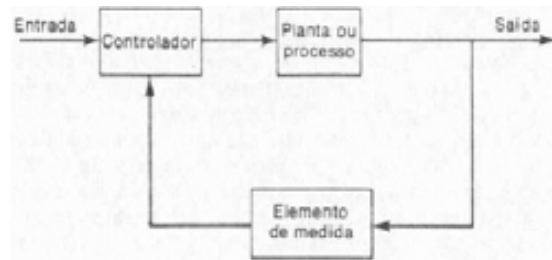 Entrada
Controlador
Planta ou
processo
Saída
Elemento
de medida